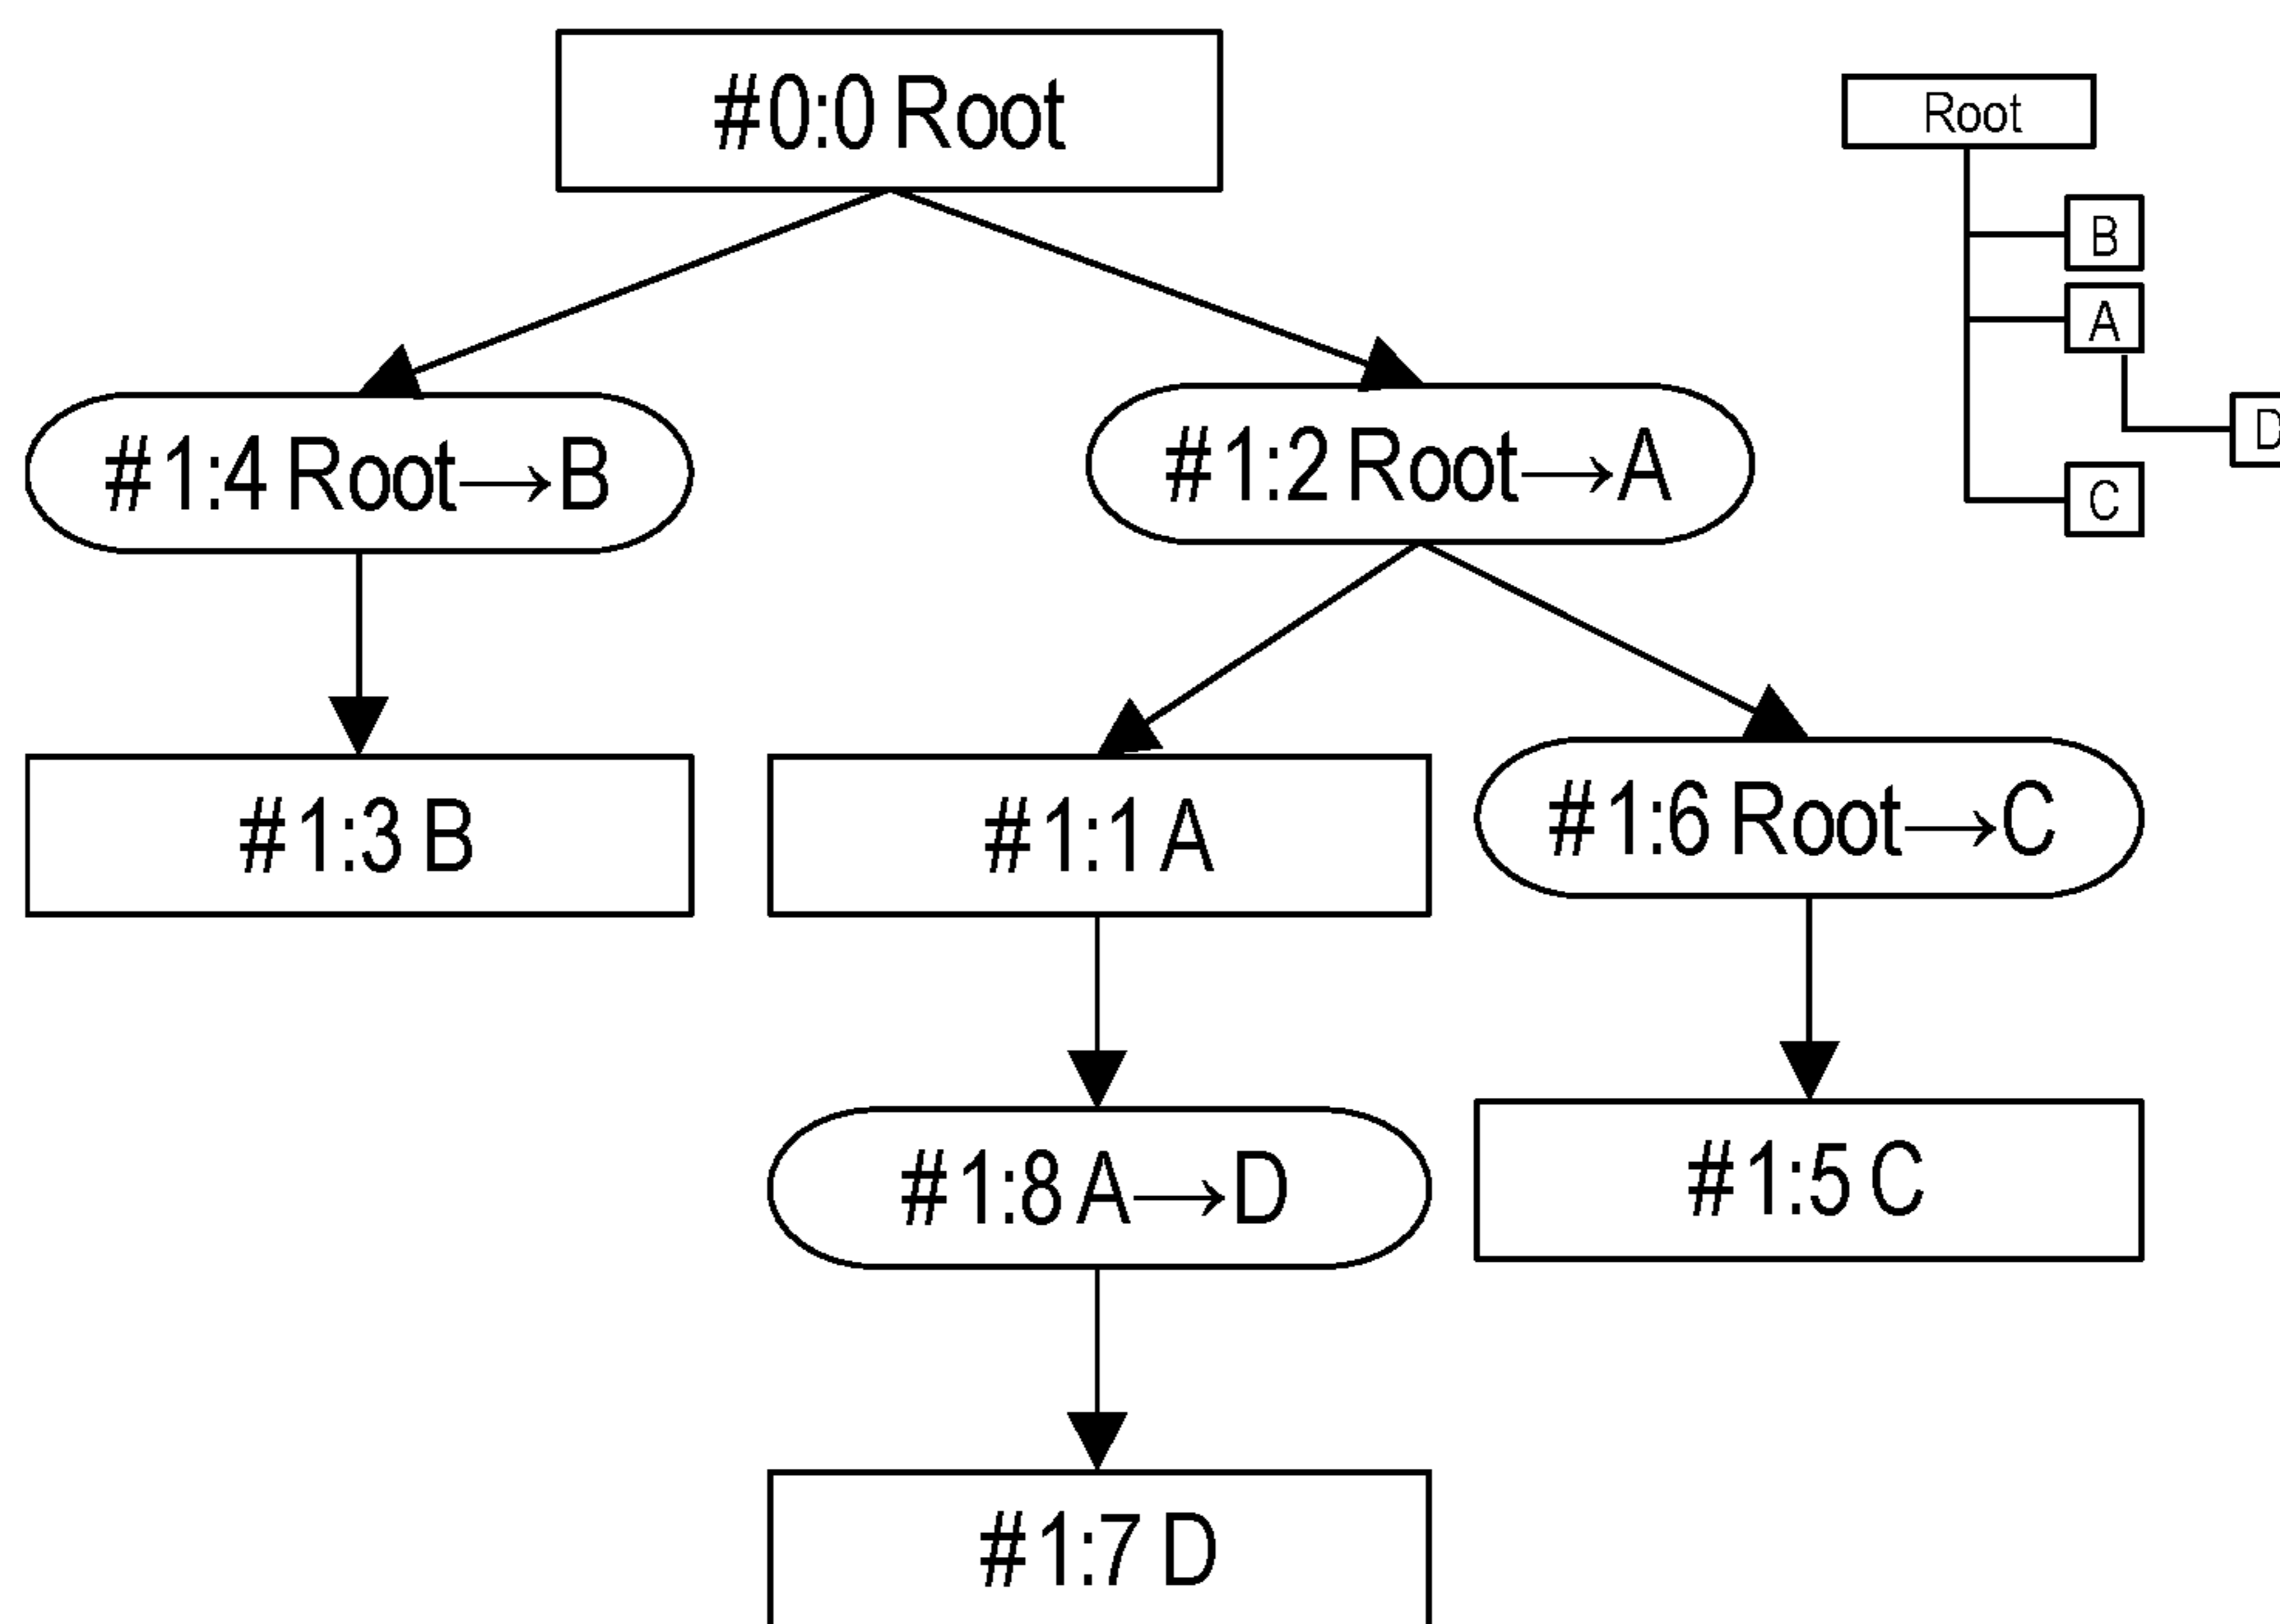 #0:0 Root
Root
B
A
D
C
#1:4 Root→B
#1:2 Root→A
#1:3 B
#1:1 A
#1:6 Root→C
#1:8 A→D
#1:5 C
#1:7 D